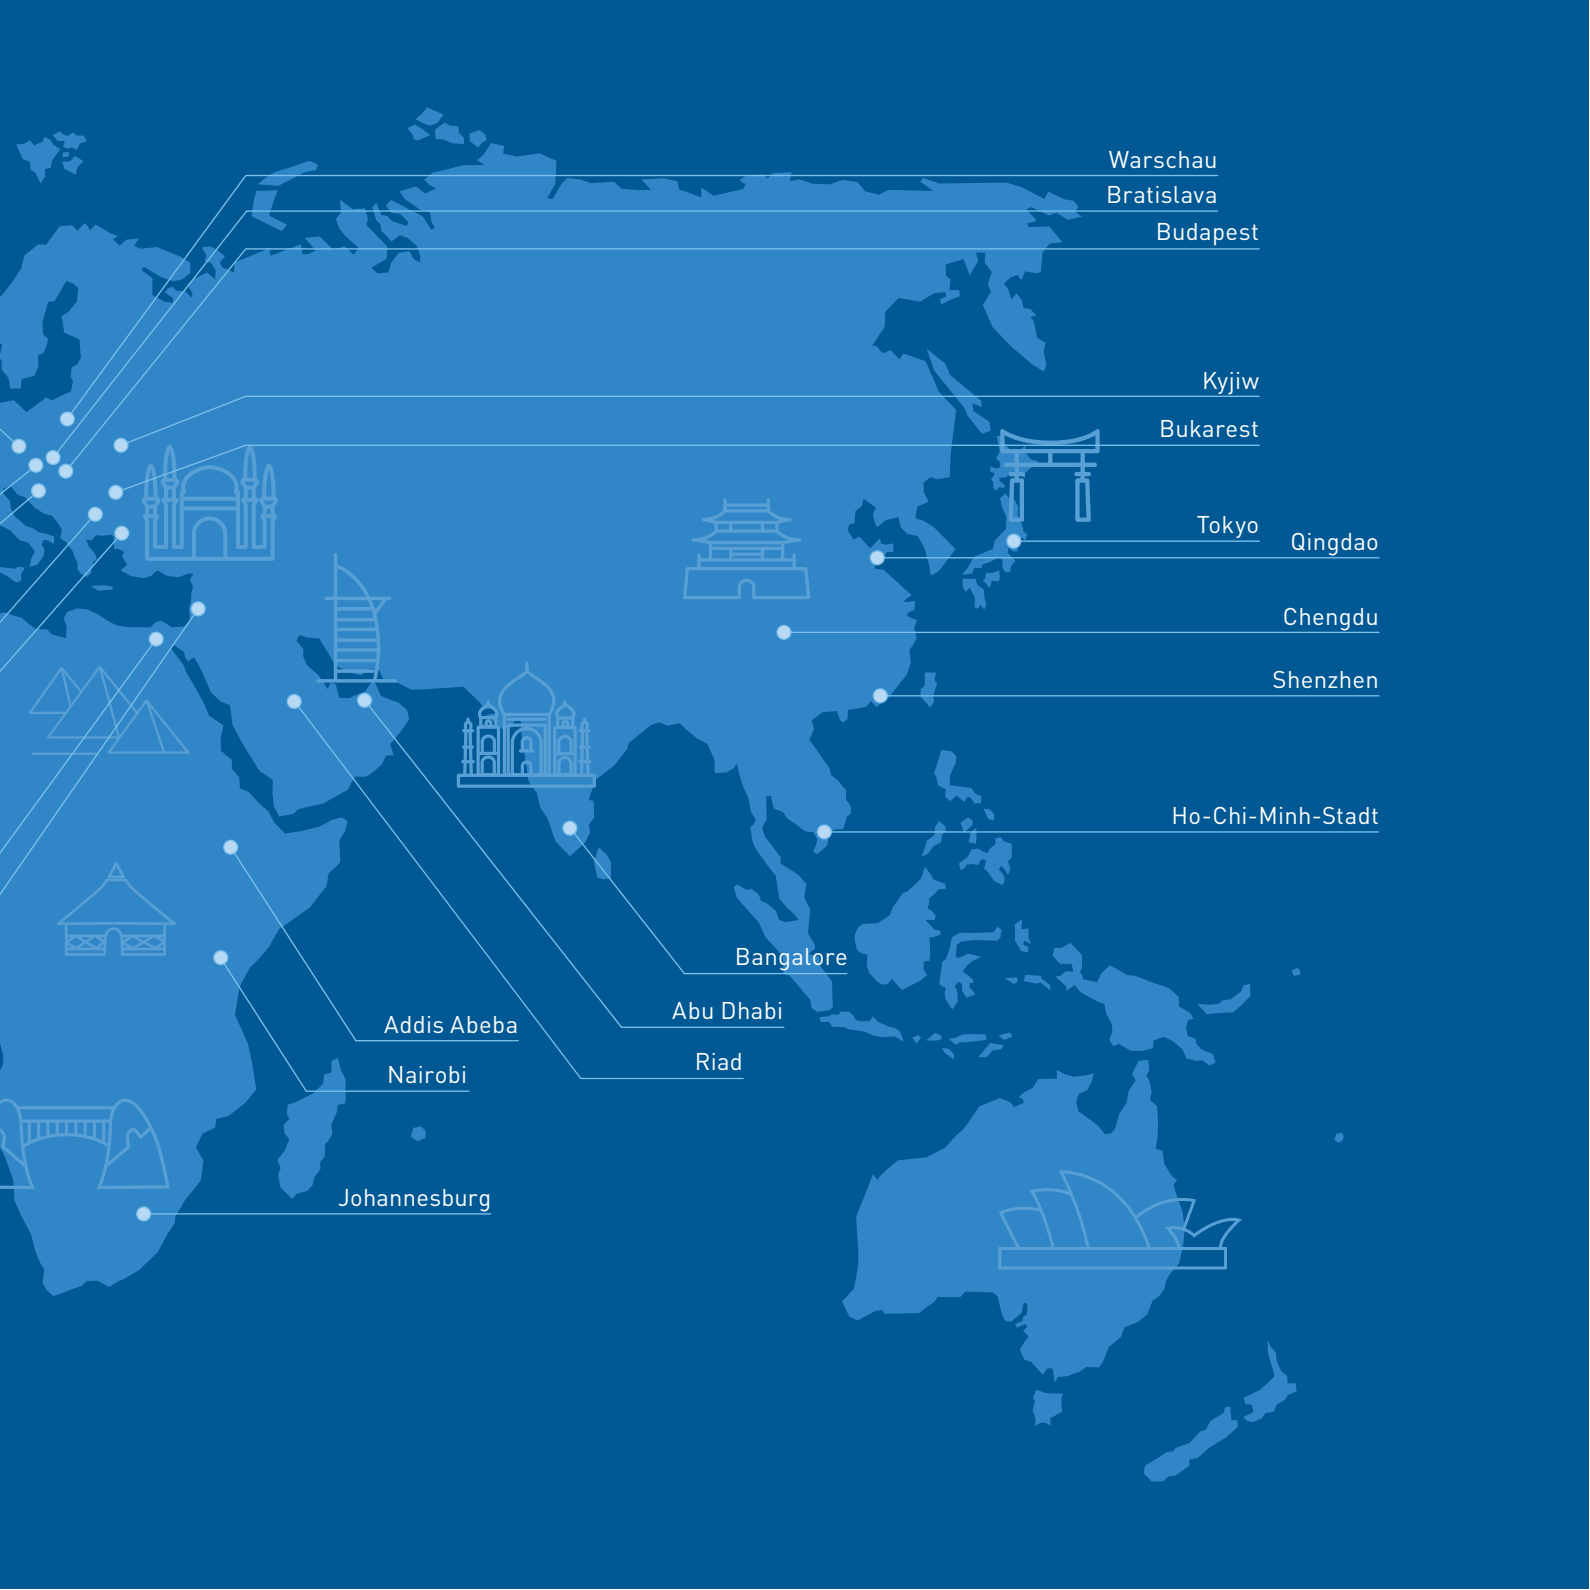 Warschau
Bratislava
Budapest
Kyjiw
Bukarest
Tokyo
Qingdao
Chengdu
Shenzhen
Ho-Chi-Minh-Stadt
Bangalore
Abu Dhabi
Addis Abeba
Riad
Nairobi
Johannesburg